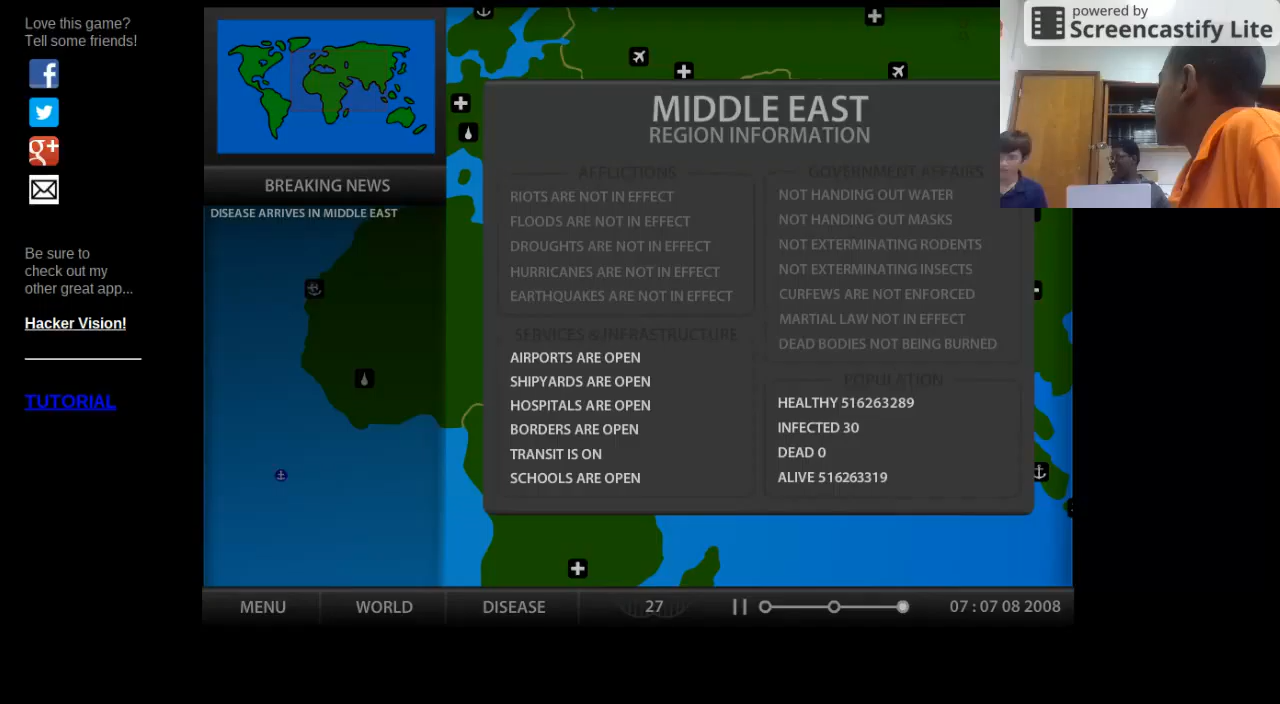 Love this game?
Tell some friends!
Be sure to
check out my
other great app...
Hacker Vision!
TUTORIAL
BREAKING NEWS
DISEASE ARRIVES IN MIDDLE EAST
MIDDLE EAST
REGION INFORMATION
AFFLICTIONS
RIOTS ARE NOT IN EFFECT
FLOODS ARE NOT IN EFFECT
DROUGHTS ARE NOT IN EFFECT
HURRICANES ARE NOT IN EFFECT
EARTHQUAKES ARE NOT IN EFFECT
SERVICES & INFRASTRUCTURE
AIRPORTS ARE OPEN
SHIPYARDS ARE OPEN
HOSPITALS ARE OPEN
BORDERS ARE OPEN
TRANSIT IS ON
SCHOOLS ARE OPEN
GOVERNMENT AFFAIRS
NOT HANDING OUT WATER
NOT HANDING OUT MASKS
NOT EXTERMINATING RODENTS
NOT EXTERMINATING INSECTS
CURFEWS ARE NOT ENFORCED
MARTIAL LAW NOT IN EFFECT
DEAD BODIES NOT BEING BURNED
POPULATION
HEALTHY 516263289
INFECTED 30
DEAD 0
ALIVE 516263319
MENU
WORLD
DISEASE
27
07 : 07 08 2008
powered by
Screencastify Lite